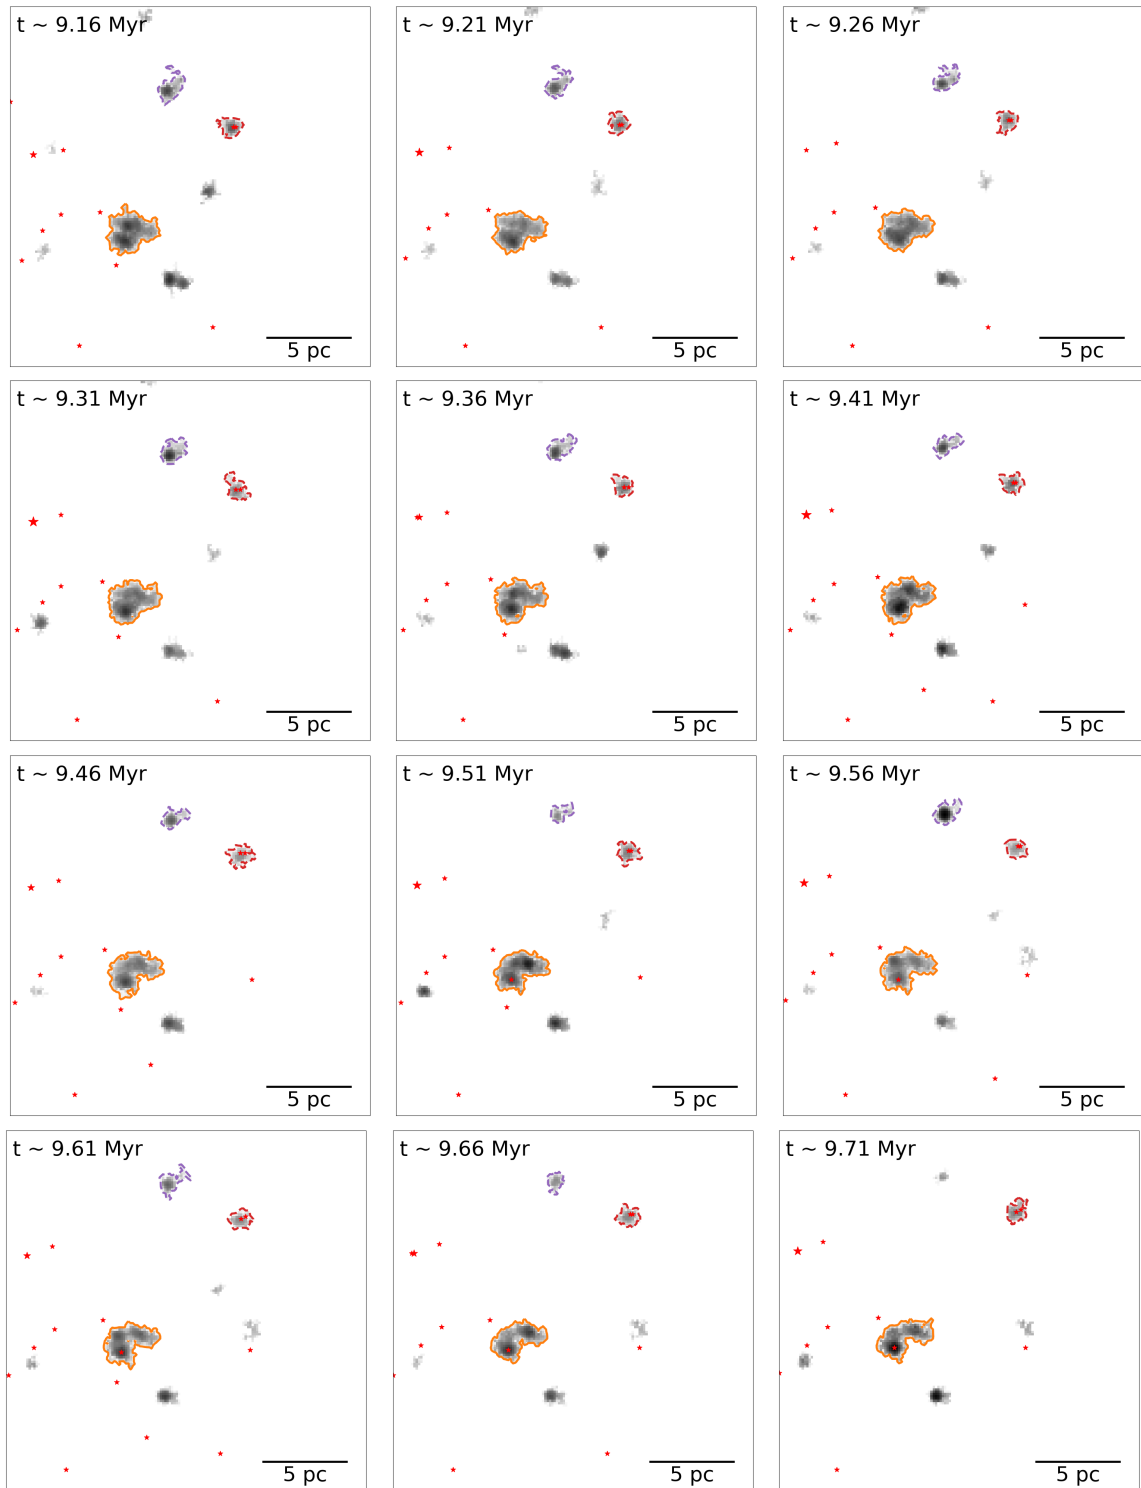 t ~ 9.16 Myr
5 pc
t ~ 9.21 Myr
5 pc
t ~ 9.26 Myr
5 pc
t ~ 9.31 Myr
5 pc
t ~ 9.36 Myr
5 pc
t ~ 9.41 Myr
5 pc
t ~ 9.46 Myr
5 pc
t ~ 9.51 Myr
5 pc
t ~ 9.56 Myr
5 pc
t ~ 9.61 Myr
5 pc
t ~ 9.66 Myr
5 pc
t ~ 9.71 Myr
5 pc